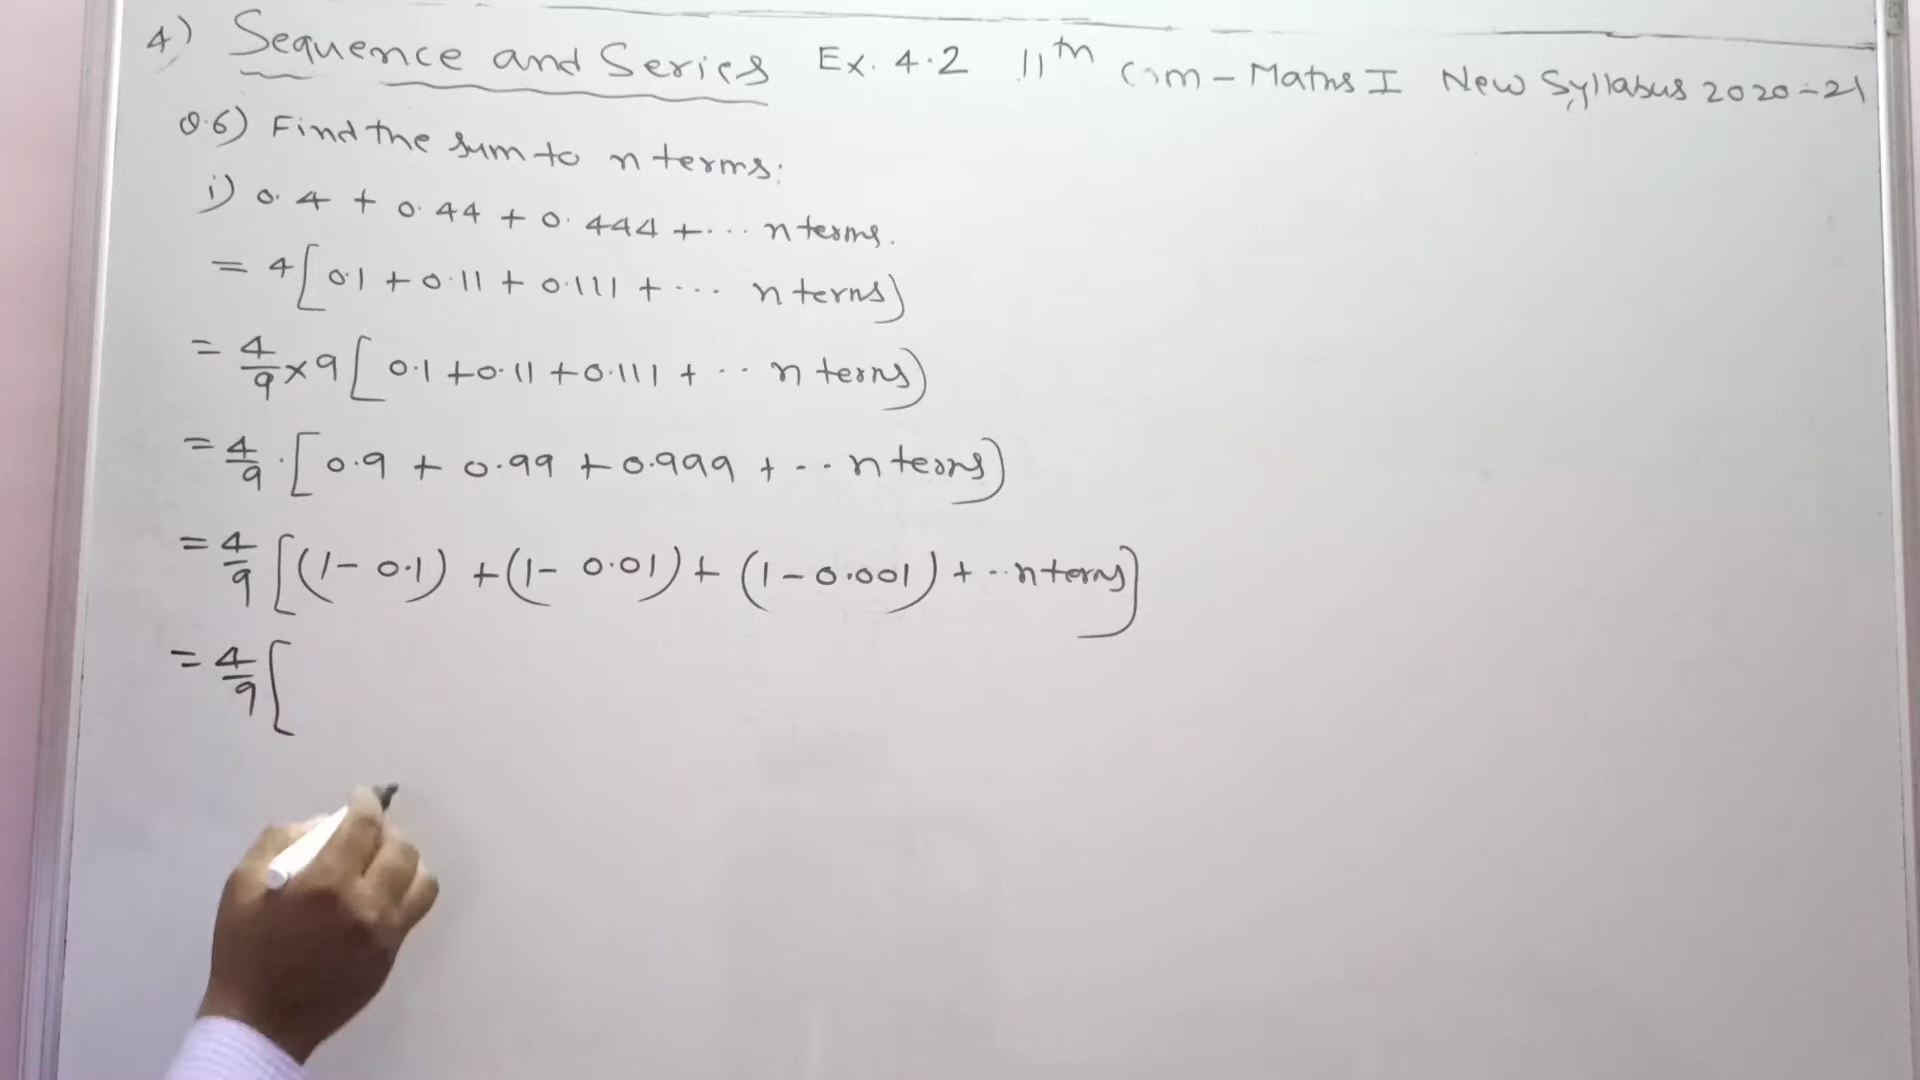 4) Sequence and Series Ex. 4.2 11th Com - Maths I New Syllabus 2020-21
Q.6) Find the sum to n terms:
i) 0.4 + 0.44 + 0.444 + ... n terms.
= 4[0.1 + 0.11 + 0.111 + ... n terms]
= 4/9 × 9[0.1 + 0.11 + 0.111 + .. n terms]
= 4/9 . [0.9 + 0.99 + 0.999 + ... n terms]
= 4/9 [(1 - 0.1) + (1 - 0.01) + (1 - 0.001) + ... n terms]
= 4/9 [